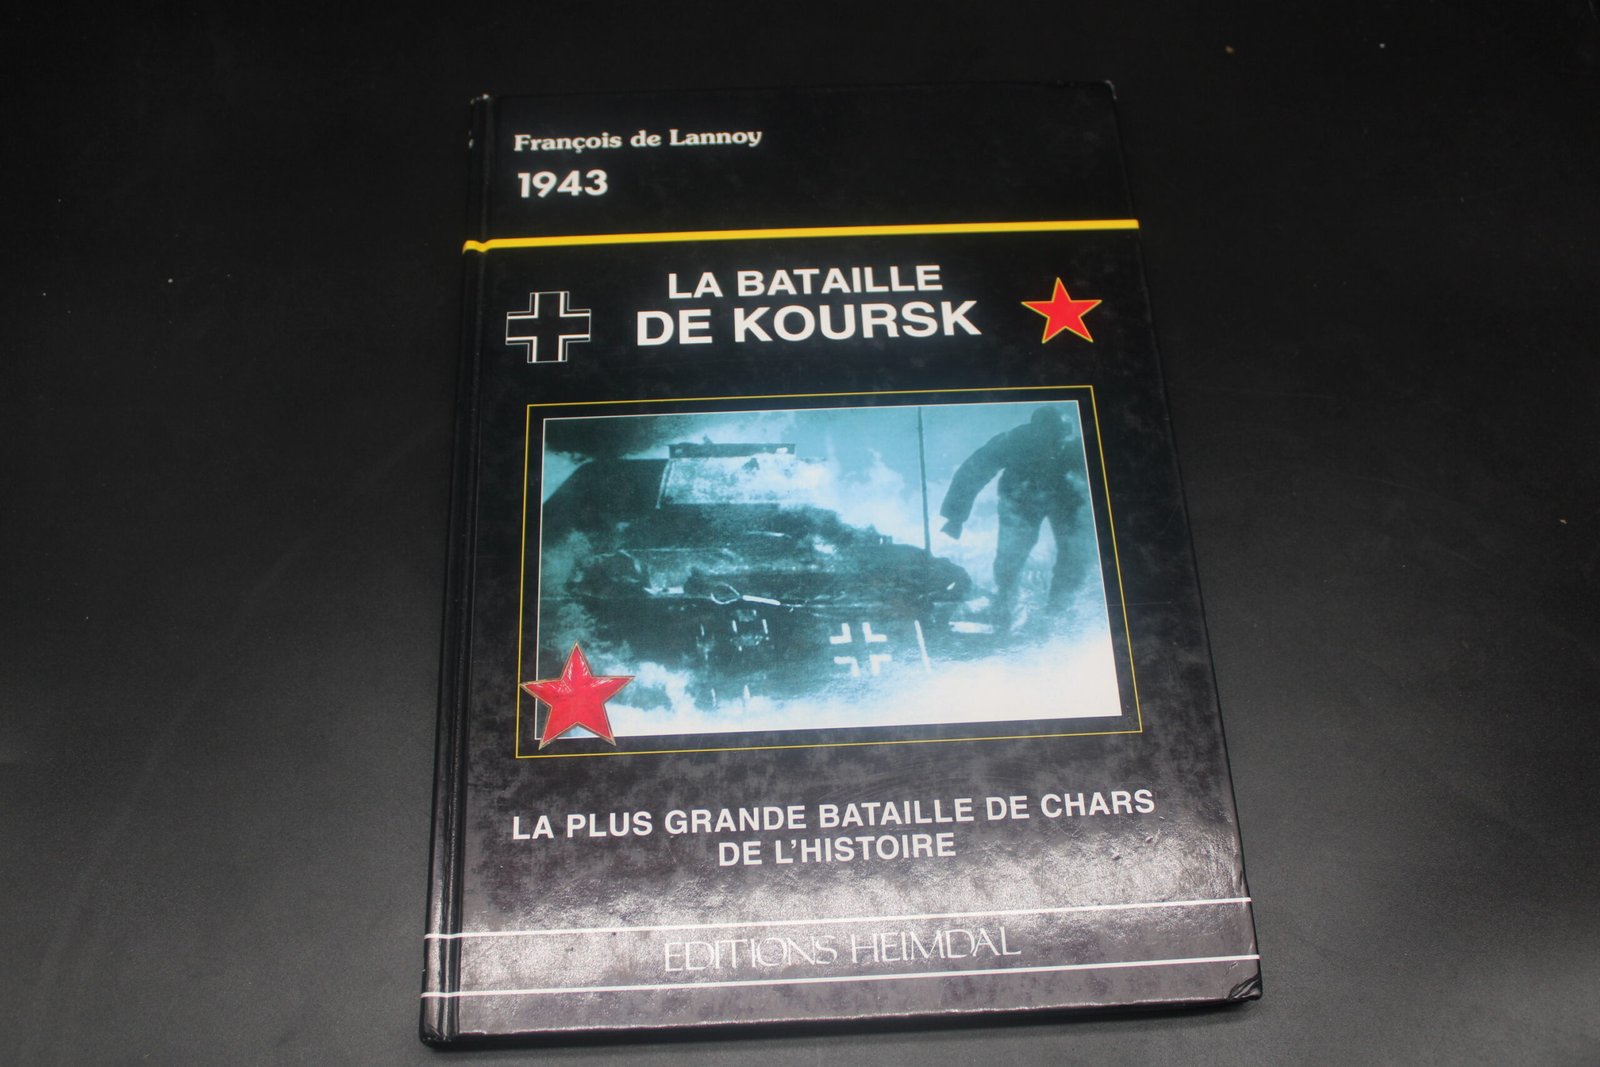 François de Lannoy
1943
LA BATAILLE
DE KOURSK
LA PLUS GRANDE BATAILLE DE CHARS
DE L'HISTOIRE
EDITIONS HEIMDAL